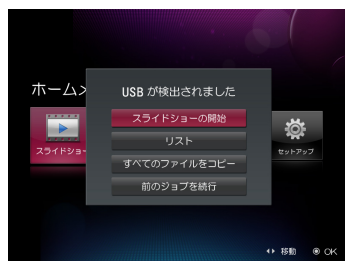 ホームメ
USB が検出されました
スライドショーの開始
リスト
すべてのファイルをコピー
前のジョブを続行
スライドショー
セットアップ
移動
OK